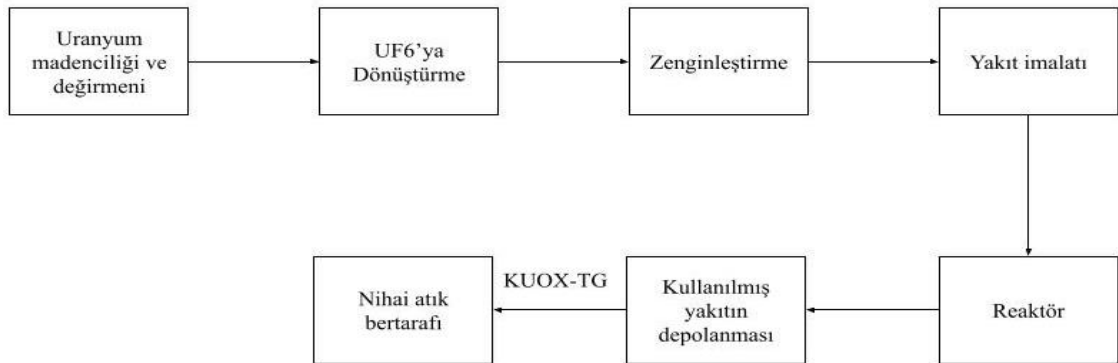 Uranyum
madenciliği ve
değirmeni
UF6’ya
Dönüştürme
Zenginleştirme
Yakıt imalatı
Reaktör
Kullanılmış
yakıtın
depolanması
KUOX-TG
Nihai atık
bertarafı